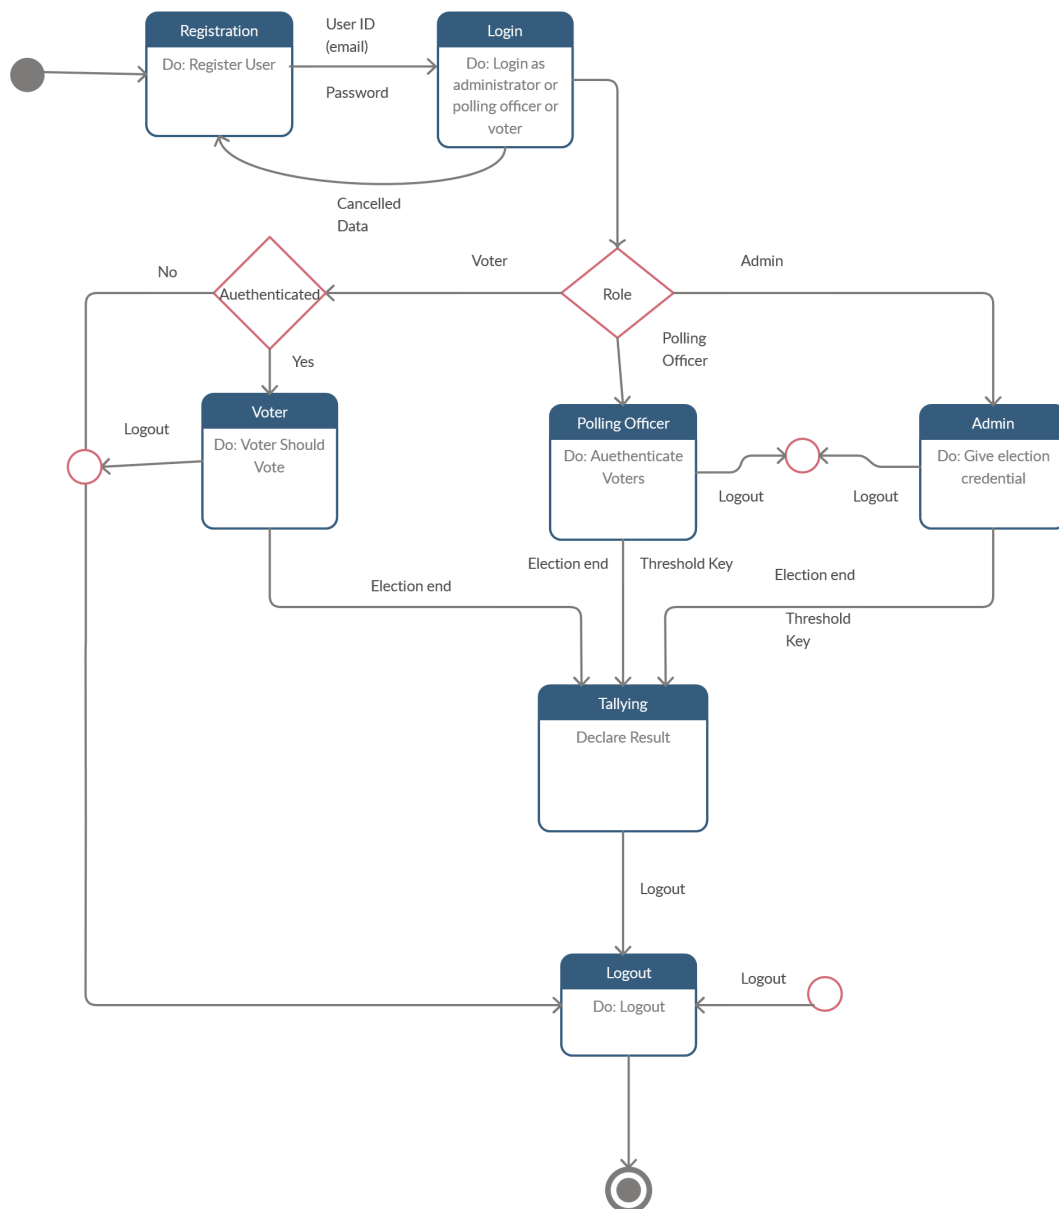 Registration
Do: Register User
User ID
(email)
Password
Login
Do: Login as
administrator or
polling officer or
voter
Cancelled
Data
No
Auethenticated
Voter
Role
Admin
Yes
Polling
Officer
Logout
Voter
Do: Voter Should
Vote
Polling Officer
Do: Auethenticate
Voters
Logout
Logout
Admin
Do: Give election
credential
Election end
Election end
Threshold Key
Election end
Threshold
Key
Tallying
Declare Result
Logout
Logout
Do: Logout
Logout